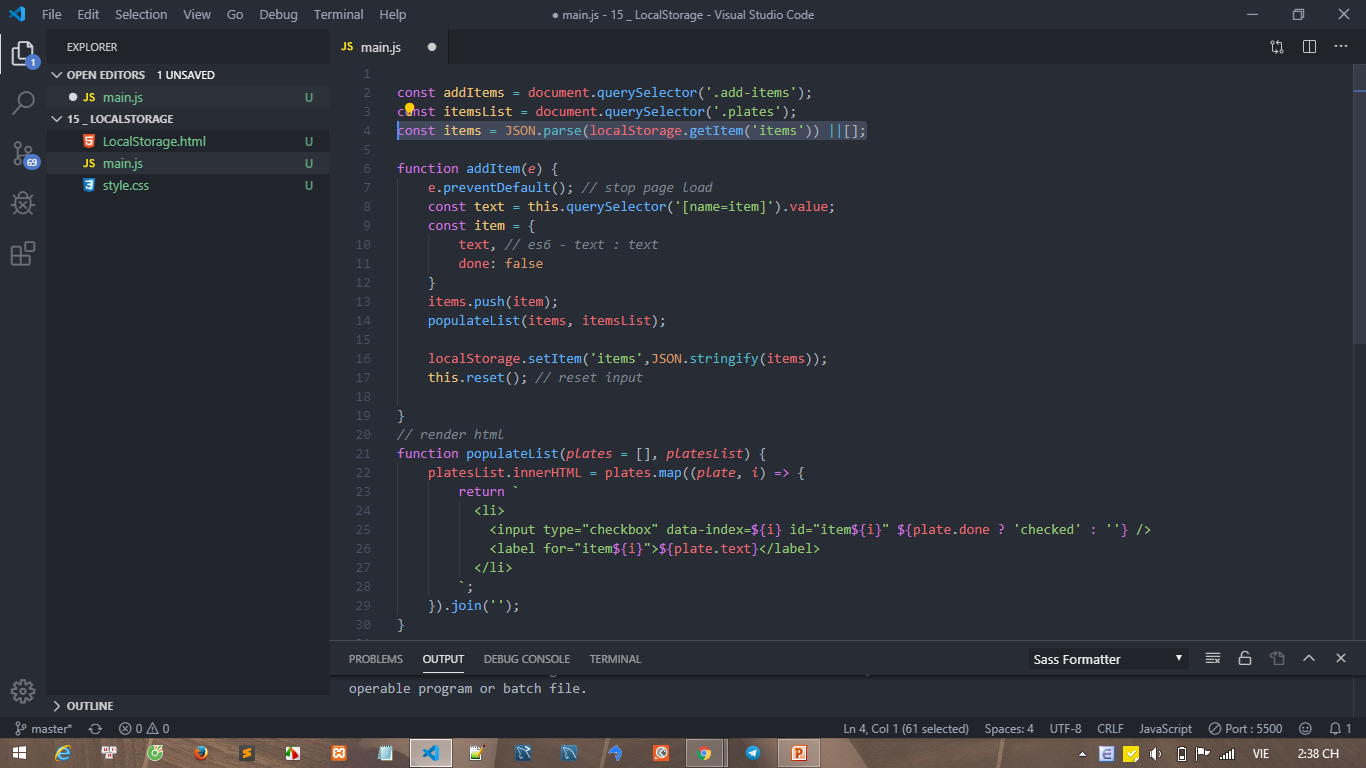 File Edit Selection View Go Debug Terminal Help
● main.js - 15 _ LocalStorage - Visual Studio Code
EXPLORER
OPEN EDITORS 1 UNSAVED
JS main.js U
15 _ LOCALSTORAGE
LocalStorage.html U
JS main.js U
style.css U
OUTLINE
1
69
JS main.js ●
1
2 const addItems = document.querySelector('.add-items');
3 const itemsList = document.querySelector('.plates');
4 const items = JSON.parse(localStorage.getItem('items')) ||[];
5
6 function addItem(e) {
7 e.preventDefault(); // stop page load
8 const text = this.querySelector('[name=item]').value;
9 const item = {
10 text, // es6 - text : text
11 done: false
12 }
13 items.push(item);
14 populateList(items, itemsList);
15
16 localStorage.setItem('items',JSON.stringify(items));
17 this.reset(); // reset input
18
19 }
20 // render html
21 function populateList(plates = [], platesList) {
22 platesList.innerHTML = plates.map((plate, i) => {
23 return `
24 <li>
25 <input type="checkbox" data-index=${i} id="item${i}" ${plate.done ? 'checked' : ''} />
26 <label for="item${i}">${plate.text}</label>
27 </li>
28 `;
29 }).join('');
30 }
PROBLEMS OUTPUT DEBUG CONSOLE TERMINAL
Sass Formatter
operable program or batch file.
master* 0 0
Ln 4, Col 1 (61 selected) Spaces: 4 UTF-8 CRLF JavaScript Port : 5500 1
VIE 2:38 CH